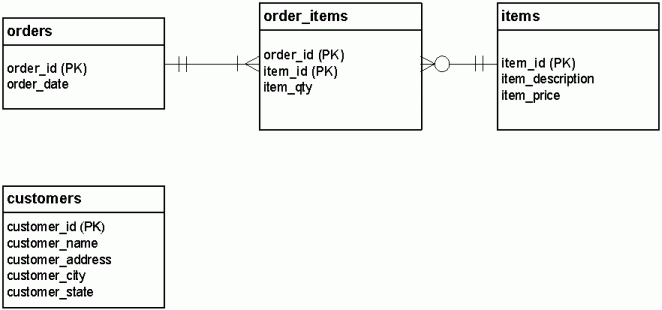 orders
order_id (PK)
order_date
order_items
order_id (PK)
item_id (PK)
item_qty
items
item_id (PK)
item_description
item_price
customers
customer_id (PK)
customer_name
customer_address
customer_city
customer_state